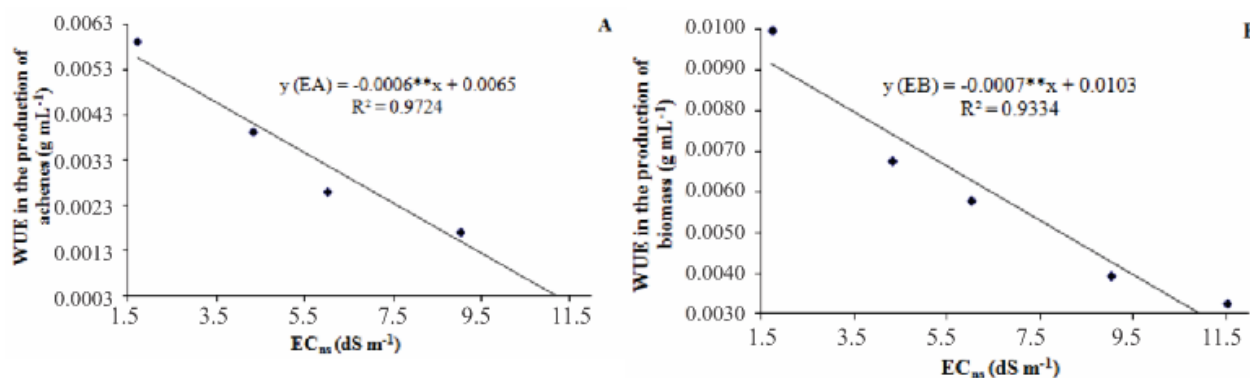 A
WUE in the production of
achenes (g mL⁻¹)
0.0063
0.0053
0.0043
0.0033
0.0023
0.0013
0.0003
y (EA) = -0.0006**x + 0.0065
R² = 0.9724
1.5 3.5 5.5 7.5 9.5 11.5
ECns (dS m⁻¹)
WUE in the production of
biomass (g mL⁻¹)
0.0100
0.0090
0.0080
0.0070
0.0060
0.0050
0.0040
0.0030
y (EB) = -0.0007**x + 0.0103
R² = 0.9334
1.5 3.5 5.5 7.5 9.5 11.5
ECns (dS m⁻¹)